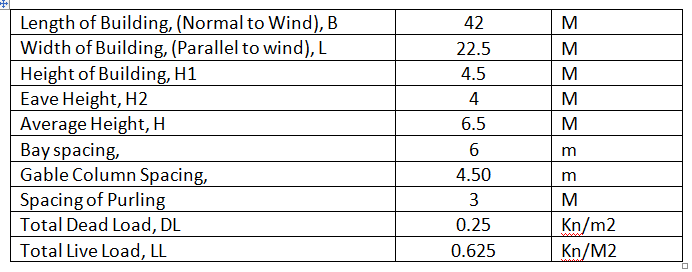 Length of Building, (Normal to Wind), B 42 M
Width of Building, (Parallel to wind), L 22.5 M
Height of Building, H1 4.5 M
Eave Height, H2 4 M
Average Height, H 6.5 M
Bay spacing, 6 m
Gable Column Spacing, 4.50 m
Spacing of Purling 3 M
Total Dead Load, DL 0.25 Kn/m2
Total Live Load, LL 0.625 Kn/M2